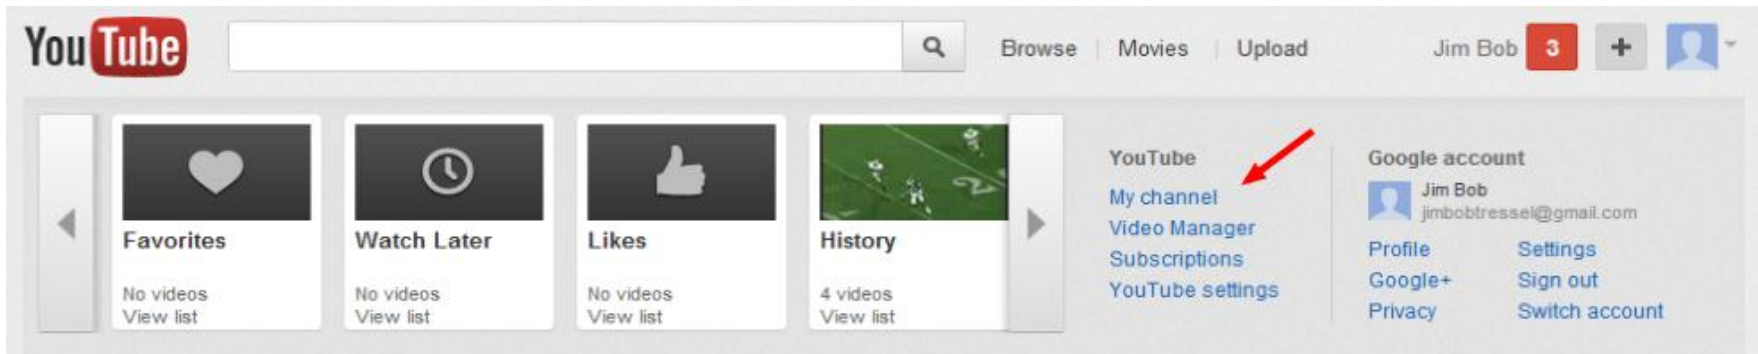 YouTube
Browse Movies Upload
Jim Bob 3 +
Favorites
No videos
View list
Watch Later
No videos
View list
Likes
No videos
View list
History
4 videos
View list
YouTube
My channel
Video Manager
Subscriptions
YouTube settings
Google account
Jim Bob
jimbobtressel@gmail.com
Profile
Google+
Privacy
Settings
Sign out
Switch account